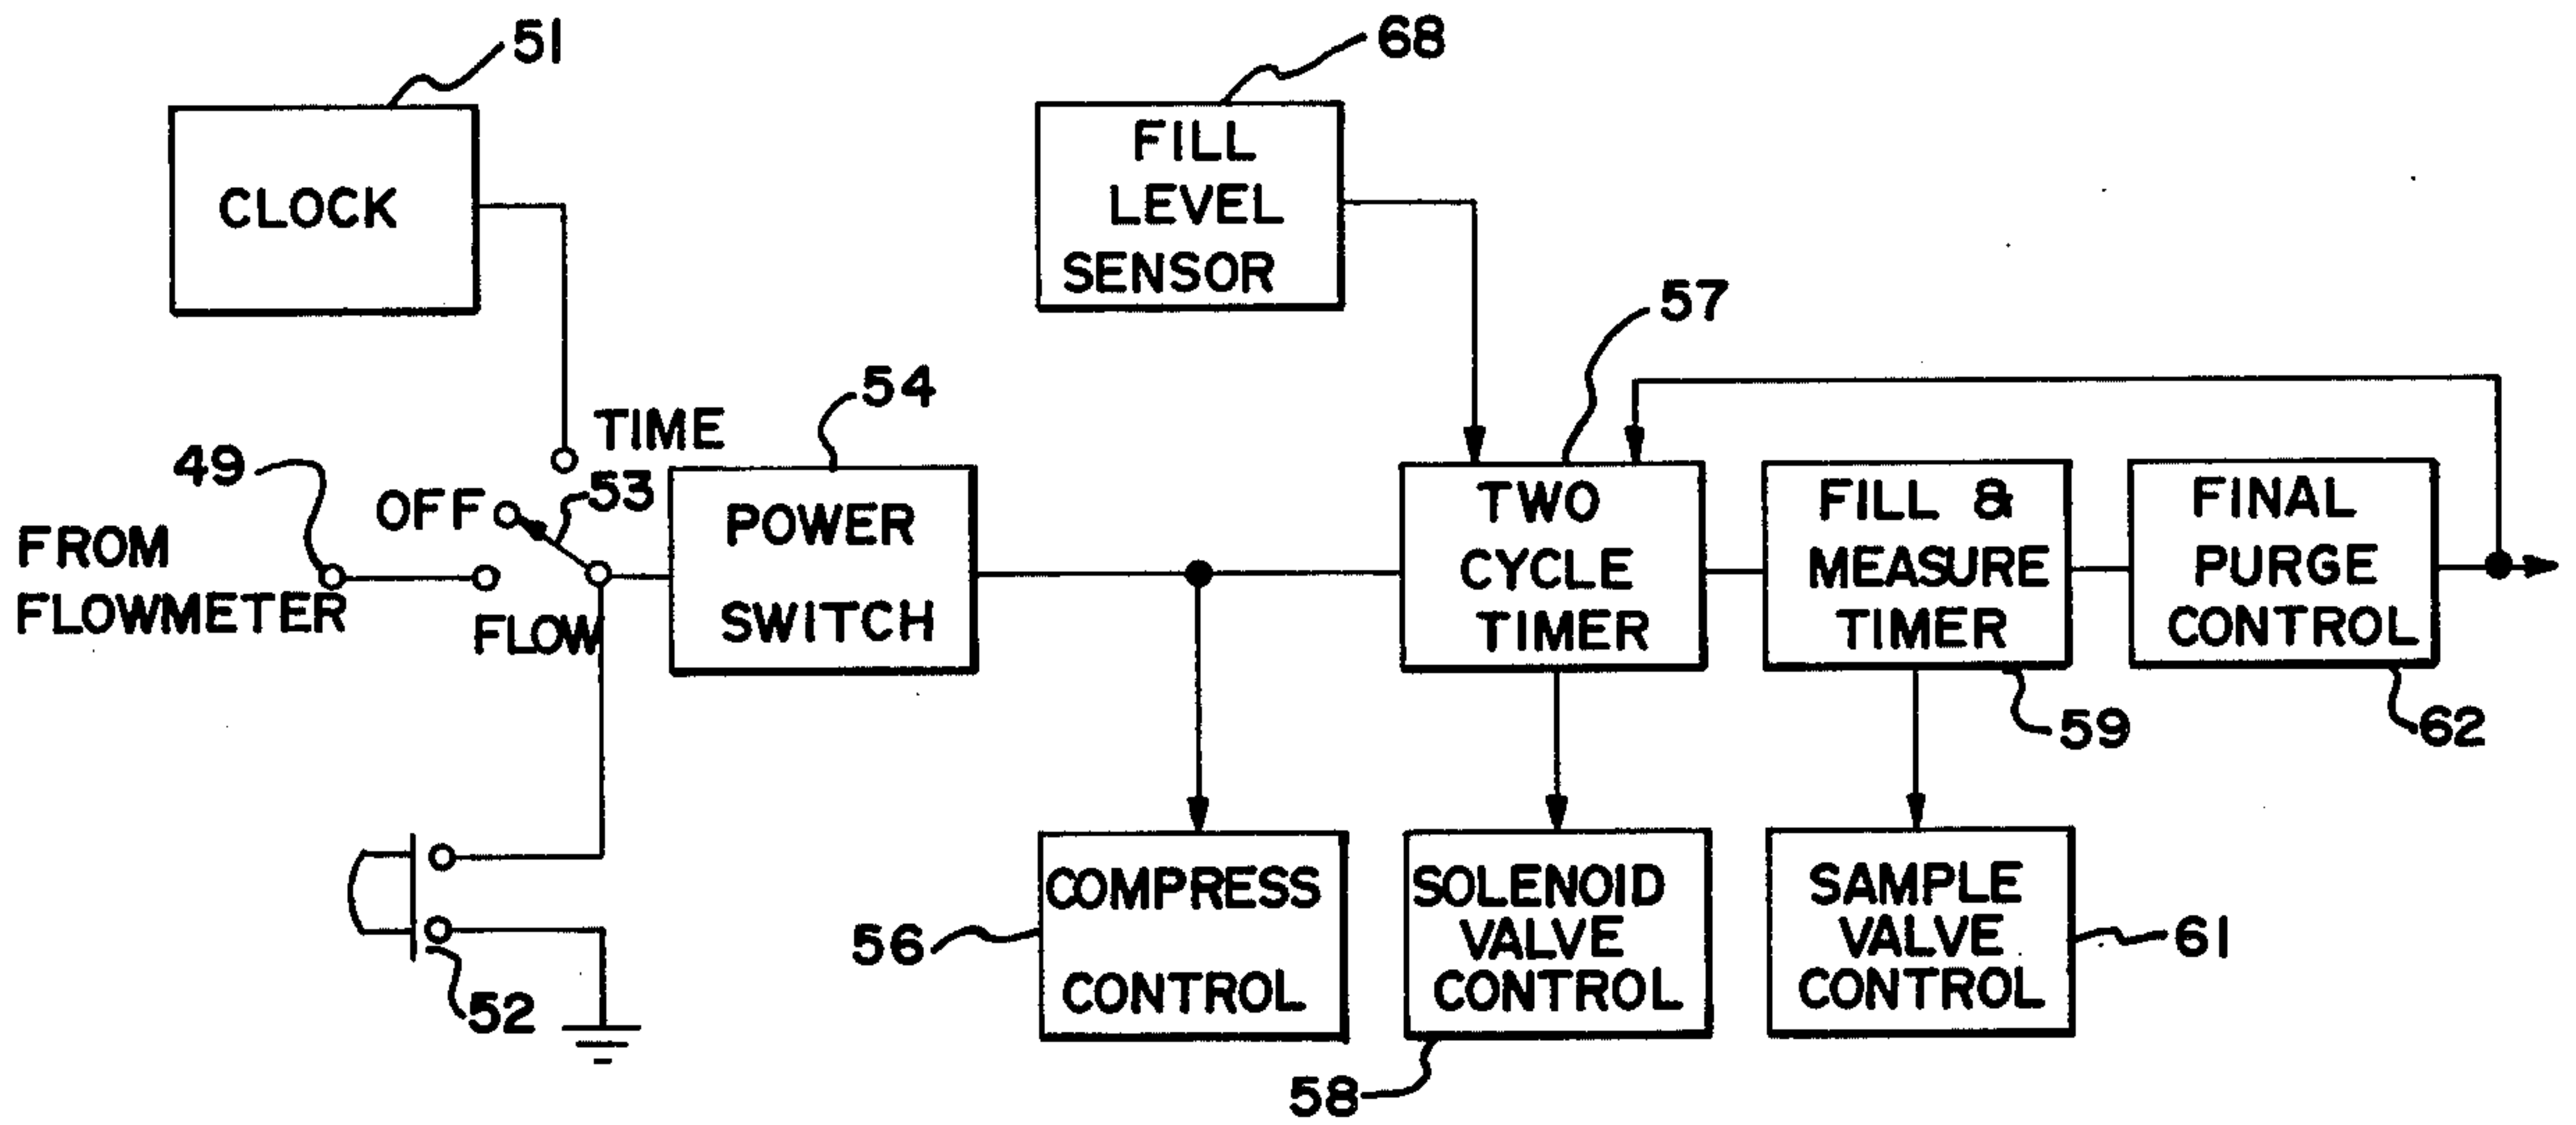 51
CLOCK
68
FILL
LEVEL
SENSOR
57
54
TIME
49
53
OFF
FROM
FLOWMETER
FLOW
POWER
SWITCH
TWO
CYCLE
TIMER
FILL &
MEASURE
TIMER
FINAL
PURGE
CONTROL
59
62
52
COMPRESS
CONTROL
56
SOLENOID
VALVE
CONTROL
58
SAMPLE
VALVE
CONTROL
61